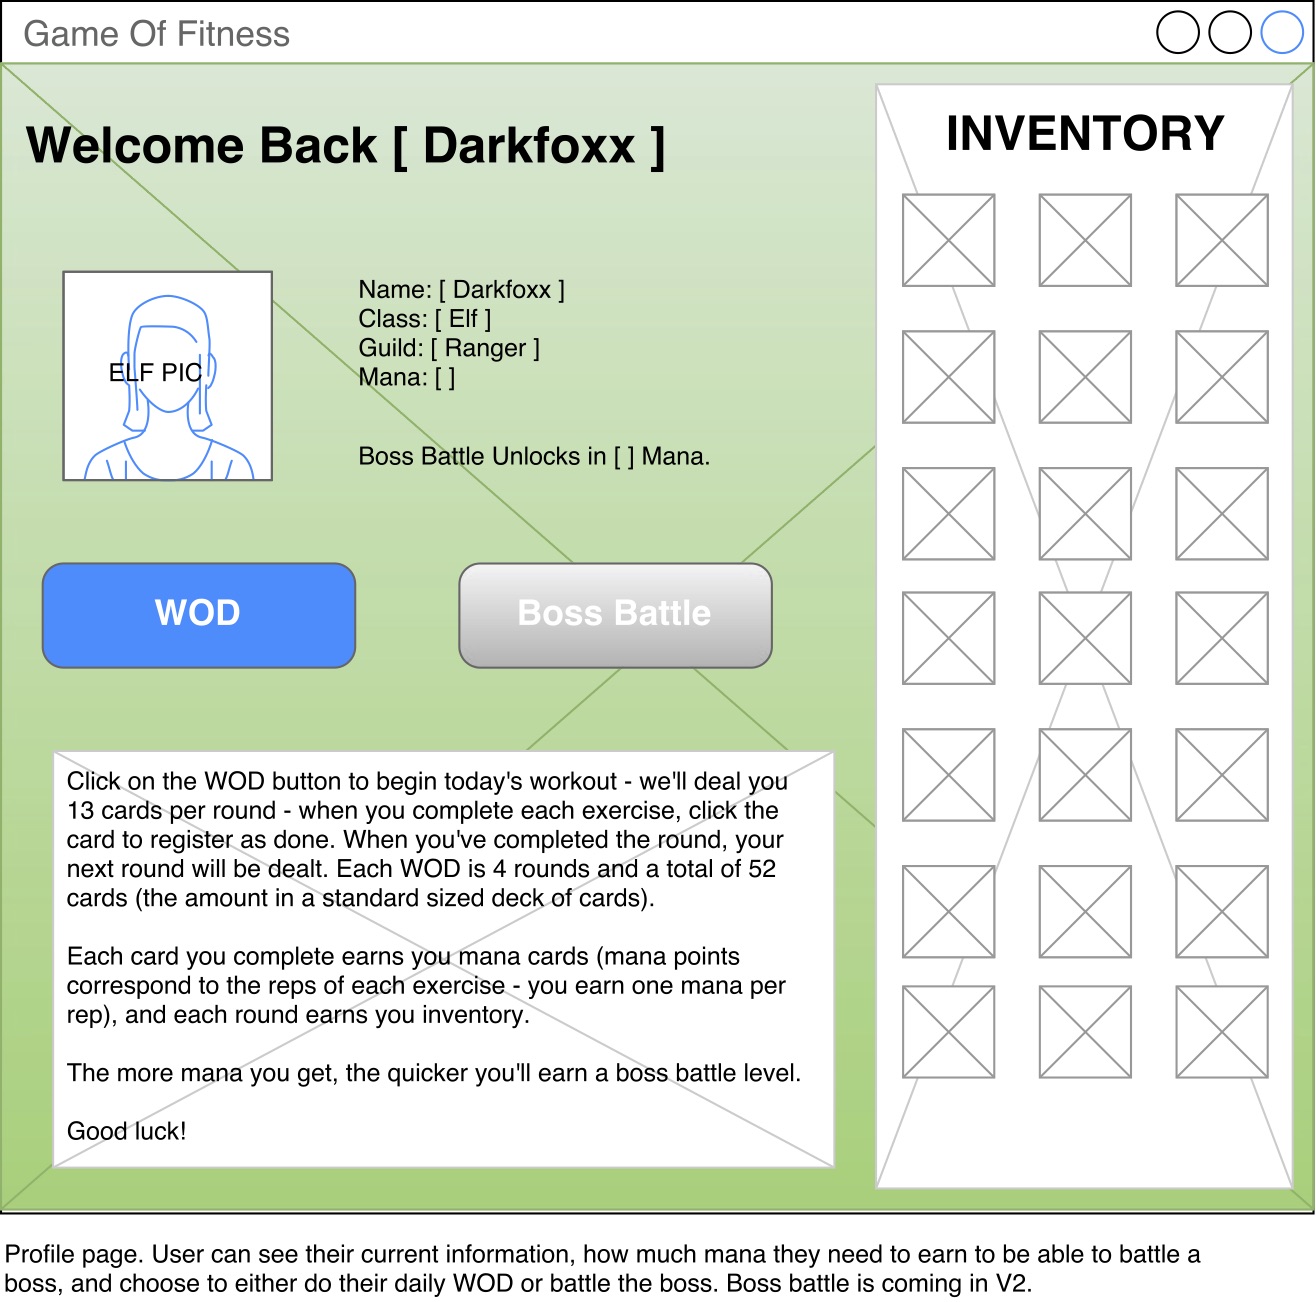 Game Of Fitness
Welcome Back [ Darkfoxx ]
INVENTORY
ELF PIC
Name: [ Darkfoxx ]
Class: [ Elf ]
Guild: [ Ranger ]
Mana: [ ]
Boss Battle Unlocks in [ ] Mana.
WOD
Boss Battle
Click on the WOD button to begin today's workout - we'll deal you
13 cards per round - when you complete each exercise, click the
card to register as done. When you've completed the round, your
next round will be dealt. Each WOD is 4 rounds and a total of 52
cards (the amount in a standard sized deck of cards).
Each card you complete earns you mana cards (mana points
correspond to the reps of each exercise - you earn one mana per
rep), and each round earns you inventory.
The more mana you get, the quicker you'll earn a boss battle level.
Good luck!
Profile page. User can see their current information, how much mana they need to earn to be able to battle a
boss, and choose to either do their daily WOD or battle the boss. Boss battle is coming in V2.